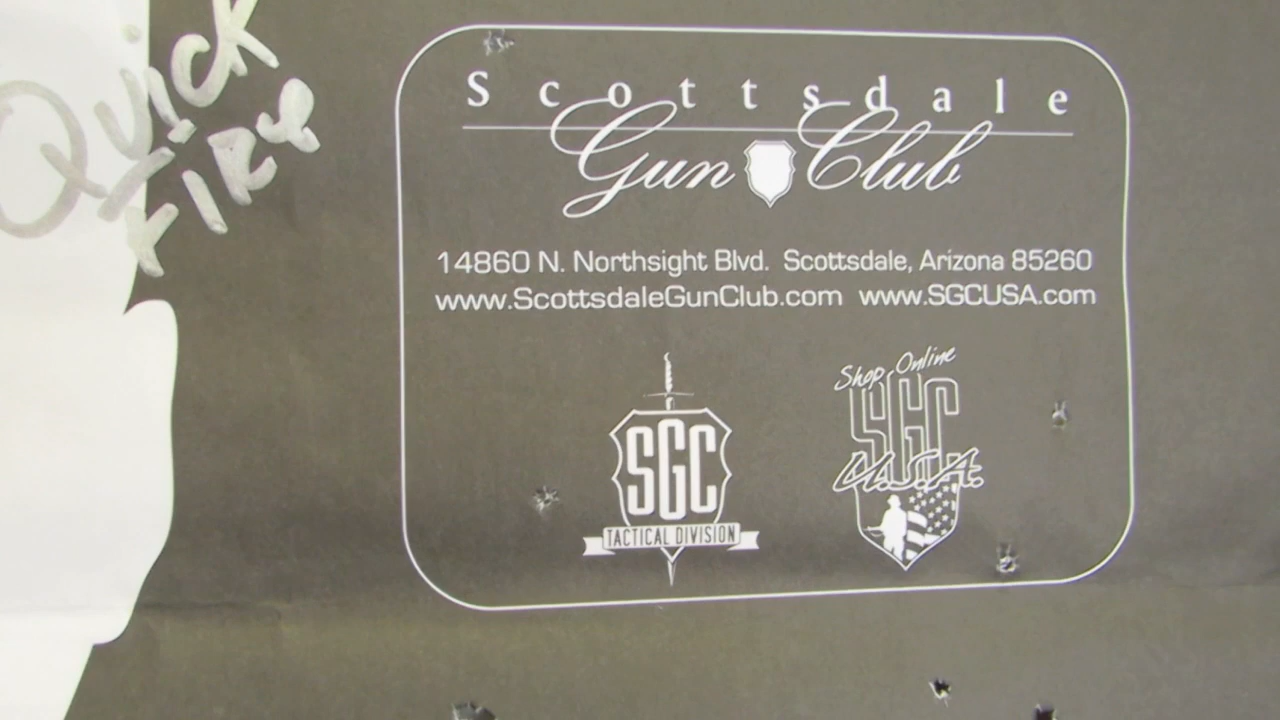 Quick
Fire
Scottsdale
Gun Club
14860 N. Northsight Blvd. Scottsdale, Arizona 85260
www.ScottsdaleGunClub.com www.SGCUSA.com
SGC
TACTICAL DIVISION
Shop Online
SGC
U.S.A.